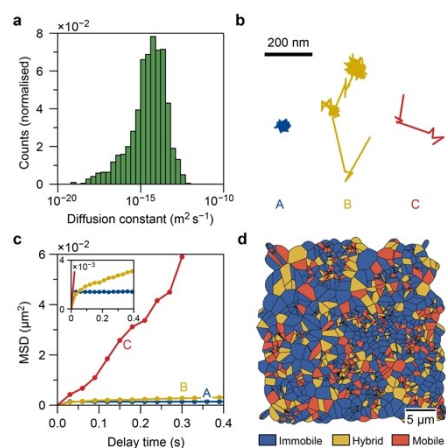 a
× 10⁻²
8
6
4
2
0
Counts (normalised)
10⁻²⁰
10⁻¹⁵
10⁻¹⁰
Diffusion constant (m² s⁻¹)
b
200 nm
A
B
C
c
× 10⁻²
6
4
2
0
MSD (µm²)
× 10⁻³
4
0
0
0.4
C
B
A
0.0
0.1
0.2
0.3
0.4
Delay time (s)
d
5 µm
Immobile
Hybrid
Mobile